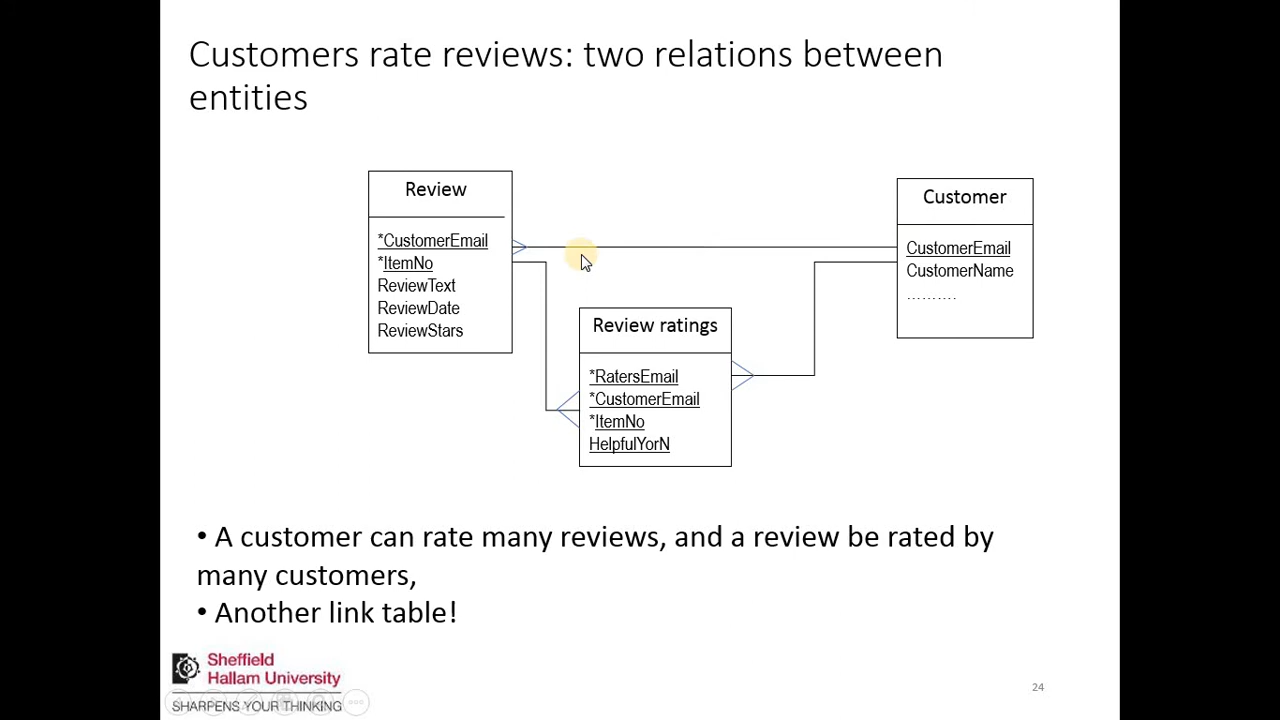 Customers rate reviews: two relations between
entities
Review
*CustomerEmail
*ItemNo
ReviewText
ReviewDate
ReviewStars
Customer
CustomerEmail
CustomerName
……….
Review ratings
*RatersEmail
*CustomerEmail
*ItemNo
HelpfulYorN
• A customer can rate many reviews, and a review be rated by
many customers,
• Another link table!
Sheffield
Hallam University
SHARPENS YOUR THINKING
24